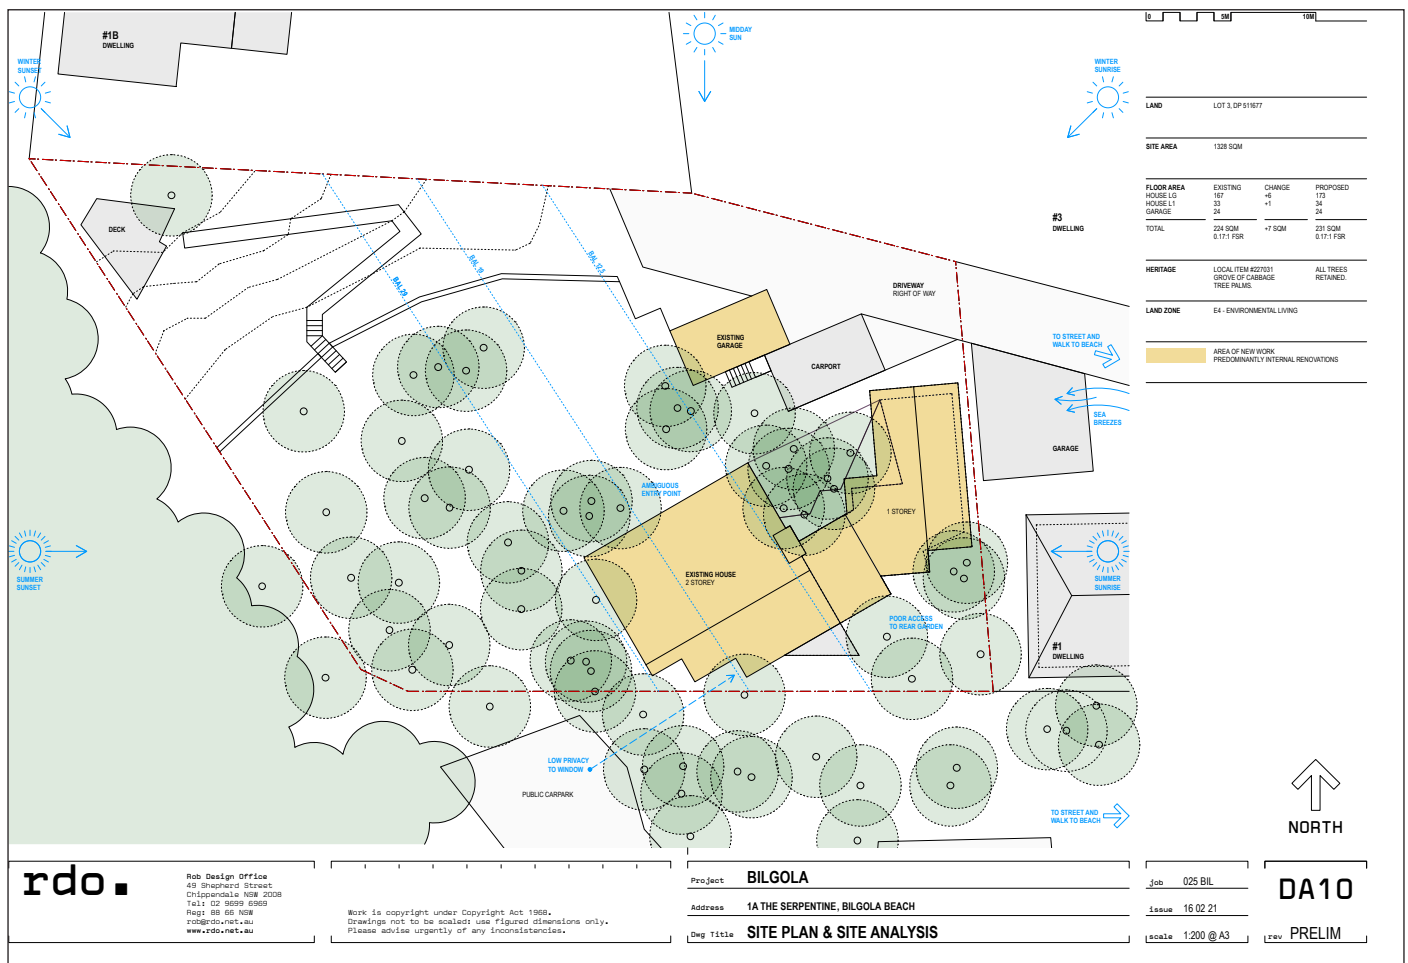 #1B
DWELLING
WINTER
SUNSET
MIDDAY
SUN
WINTER
SUNRISE
0 5M 10M
LAND LOT 3, DP 511677
SITE AREA 1328 SQM
FLOOR AREA EXISTING CHANGE PROPOSED
HOUSE LG 167 +6 173
HOUSE L1 33 +1 34
GARAGE 24 24
TOTAL 224 SQM +7 SQM 231 SQM
0.17:1 FSR 0.17:1 FSR
HERITAGE LOCAL ITEM #227031 ALL TREES
GROVE OF CABBAGE RETAINED.
TREE PALMS.
LAND ZONE E4 - ENVIRONMENTAL LIVING
AREA OF NEW WORK
PREDOMINANTLY INTERNAL RENOVATIONS
#3
DWELLING
DECK
BAL 29
BAL 19
BAL 12.5
DRIVEWAY
RIGHT OF WAY
EXISTING
GARAGE
CARPORT
TO STREET AND
WALK TO BEACH
SEA
BREEZES
GARAGE
AMBIGUOUS
ENTRY POINT
1 STOREY
EXISTING HOUSE
2 STOREY
SUMMER
SUNSET
SUMMER
SUNRISE
POOR ACCESS
TO REAR GARDEN
#1
DWELLING
LOW PRIVACY
TO WINDOW
PUBLIC CARPARK
TO STREET AND
WALK TO BEACH
NORTH
rdo.
Rob Design Office
49 Shepherd Street
Chippendale NSW 2008
Tel: 02 9699 6969
Reg: 88 66 NSW
rob@rdo.net.au
www.rdo.net.au
Work is copyright under Copyright Act 1968.
Drawings not to be scaled: use figured dimensions only.
Please advise urgently of any inconsistencies.
Project BILGOLA
Address 1A THE SERPENTINE, BILGOLA BEACH
Dwg Title SITE PLAN & SITE ANALYSIS
job 025 BIL
issue 16 02 21
scale 1:200 @ A3
DA10
rev PRELIM